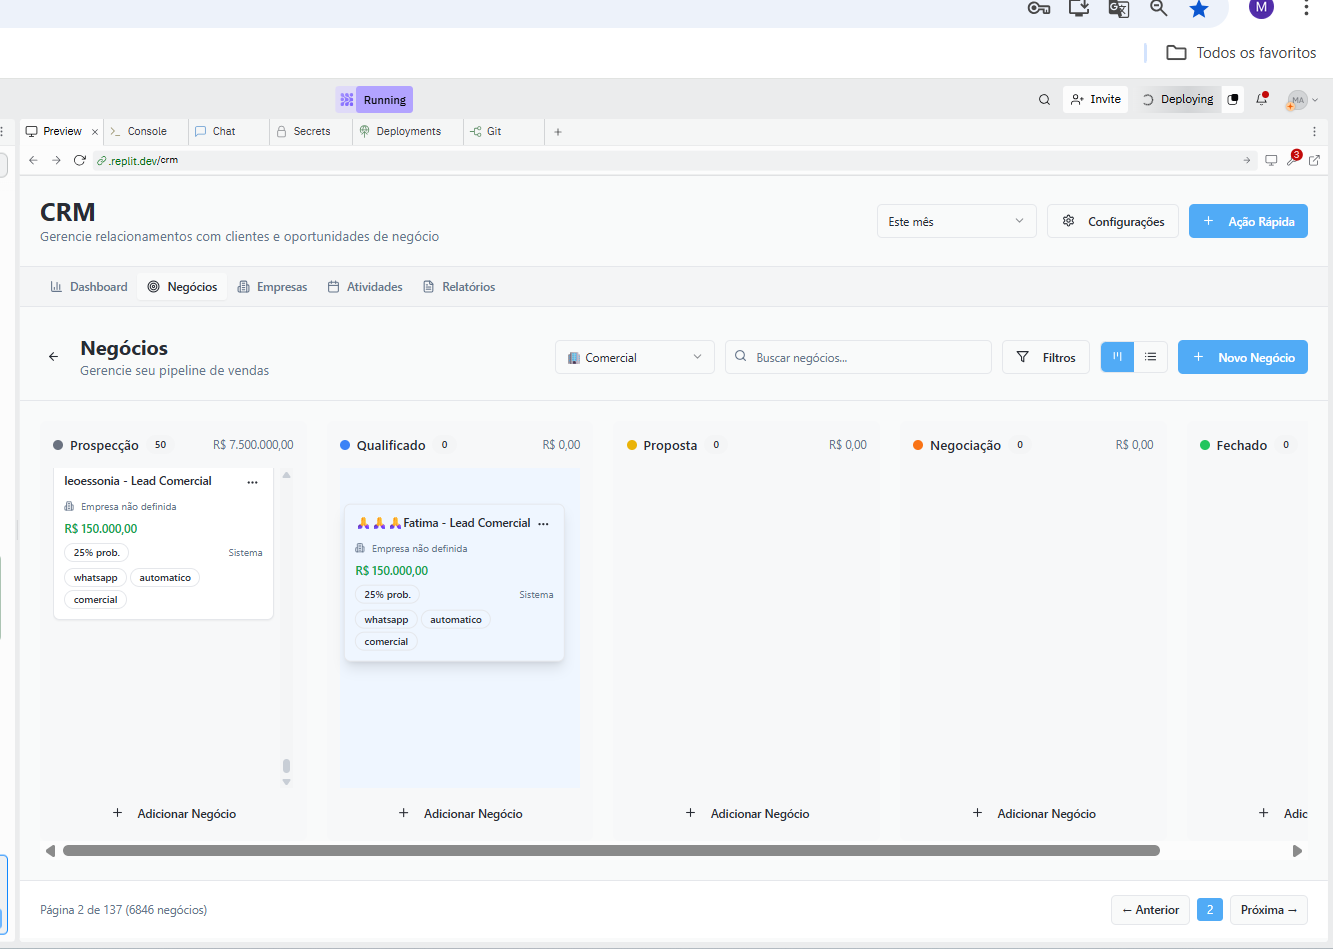 M
Todos os favoritos
Running
Invite
Deploying
MA
Preview
Console
Chat
Secrets
Deployments
Git
.replit.dev/crm
3
CRM
Gerencie relacionamentos com clientes e oportunidades de negócio
Este mês
Configurações
Ação Rápida
Dashboard
Negócios
Empresas
Atividades
Relatórios
Negócios
Gerencie seu pipeline de vendas
Comercial
Buscar negócios...
Filtros
Novo Negócio
Prospecção 50 R$ 7.500.000,00
leoessonia - Lead Comercial
Empresa não definida
R$ 150.000,00
25% prob. Sistema
whatsapp automatico
comercial
+ Adicionar Negócio
Qualificado 0 R$ 0,00
🙏🙏🙏Fatima - Lead Comercial
Empresa não definida
R$ 150.000,00
25% prob. Sistema
whatsapp automatico
comercial
+ Adicionar Negócio
Proposta 0 R$ 0,00
+ Adicionar Negócio
Negociação 0 R$ 0,00
+ Adicionar Negócio
Fechado 0
+ Adic
Página 2 de 137 (6846 negócios)
← Anterior
2
Próxima →